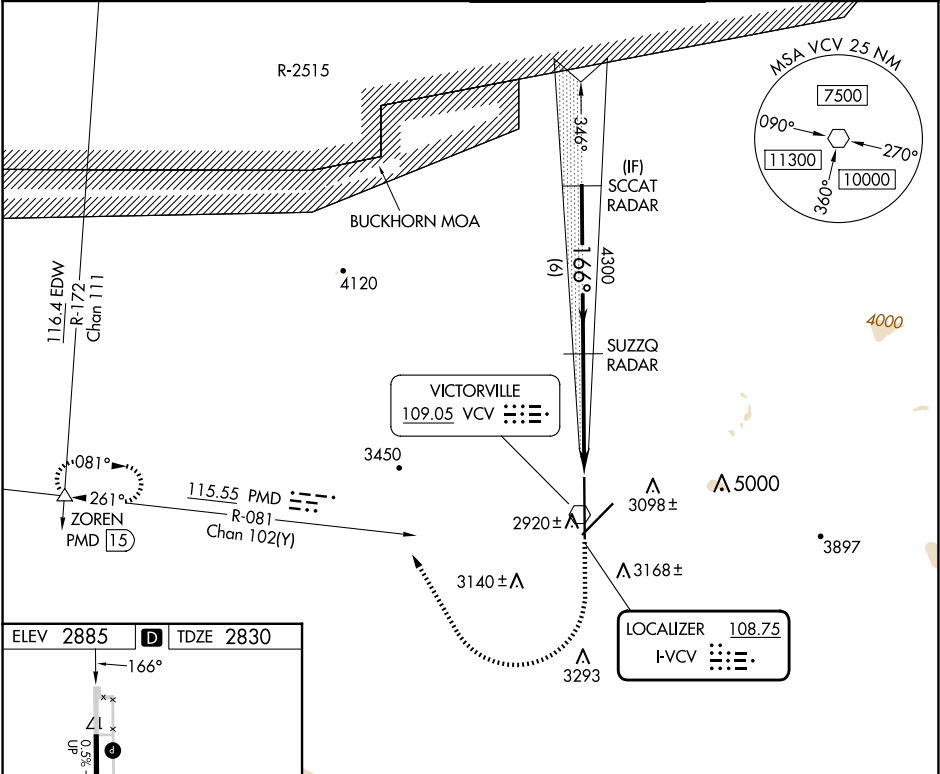 R-2515
MSA VCV 25 NM
7500
090°
270°
11300
10000
360°
346°
(IF)
SCCAT
RADAR
BUCKHORN MOA
166°
4300
(6)
116.4 EDW
R-172
Chan 111
4120
4000
SUZZQ
RADAR
VICTORVILLE
109.05 VCV
3450
081°
261°
115.55 PMD
R-081
Chan 102(Y)
ZOREN
PMD 15
5000
3098±
2920±
3897
3140±
3168±
LOCALIZER 108.75
I-VCV
3293
ELEV 2885 D TDZE 2830
166°
x x
x
17
P
0.5%
UP